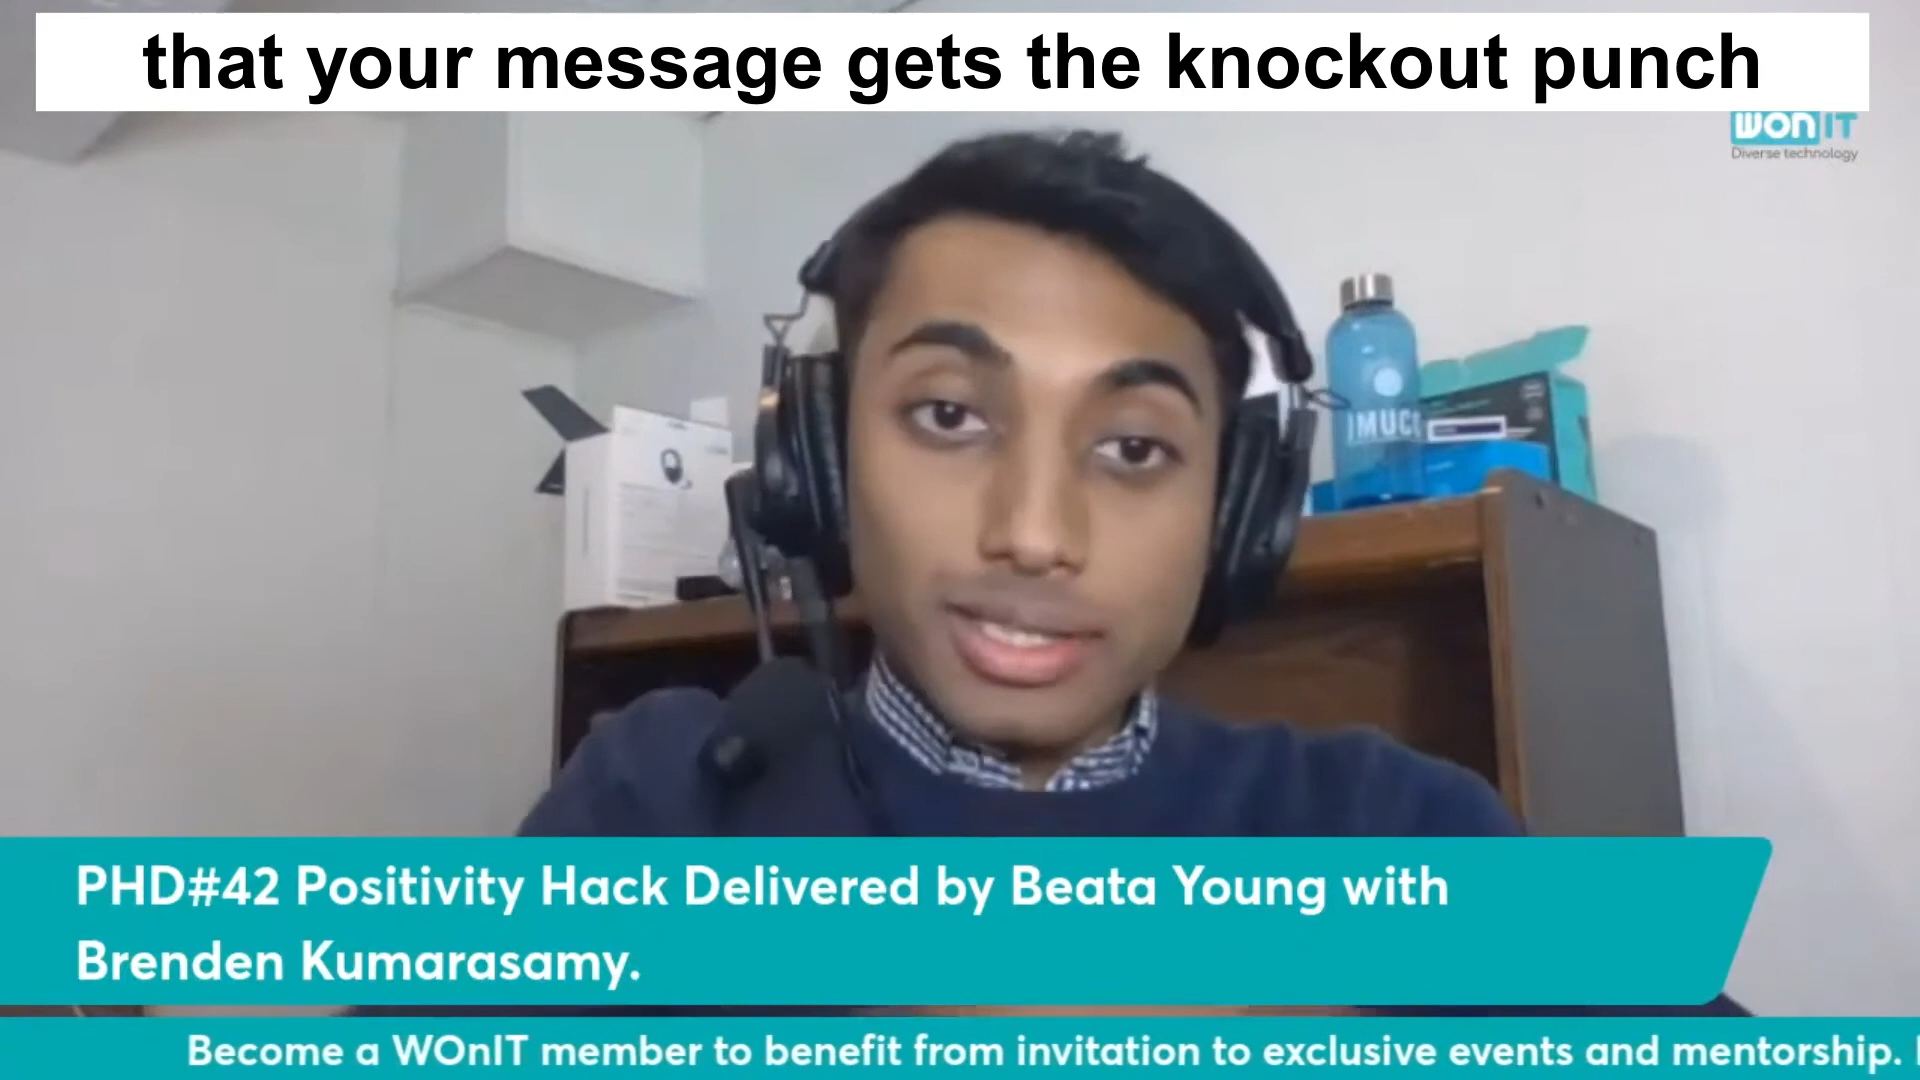 that your message gets the knockout punch
WonIT
Diverse technology
PHD#42 Positivity Hack Delivered by Beata Young with
Brenden Kumarasamy.
Become a WOnIT member to benefit from invitation to exclusive events and mentorship.